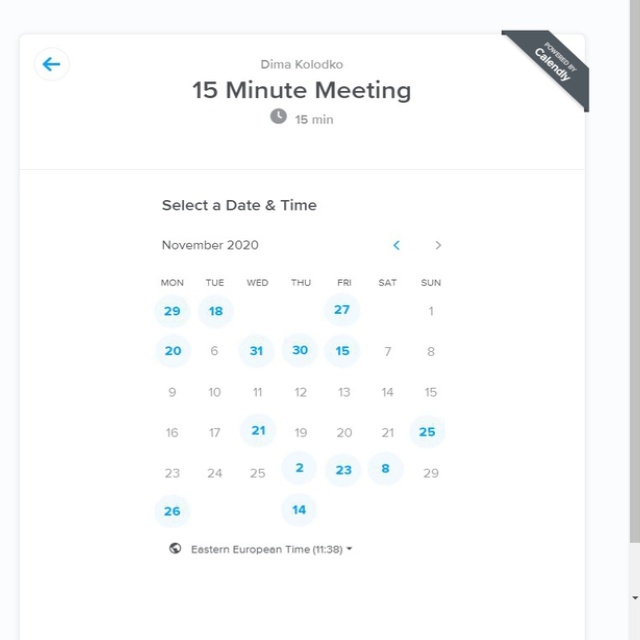 POWERED BY
Calendly
Dima Kolodko
15 Minute Meeting
15 min
Select a Date & Time
November 2020
MON TUE WED THU FRI SAT SUN
29 18 27 1
20 6 31 30 15 7 8
9 10 11 12 13 14 15
16 17 21 19 20 21 25
23 24 25 2 23 8 29
26 14
Eastern European Time (11:38)